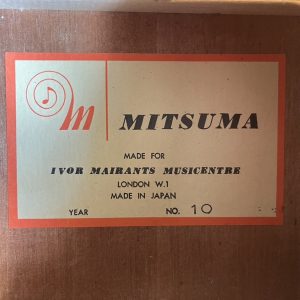 m MITSUMA
MADE FOR
IVOR MAIRANTS MUSICENTRE
LONDON W.1
MADE IN JAPAN
YEAR NO. 10